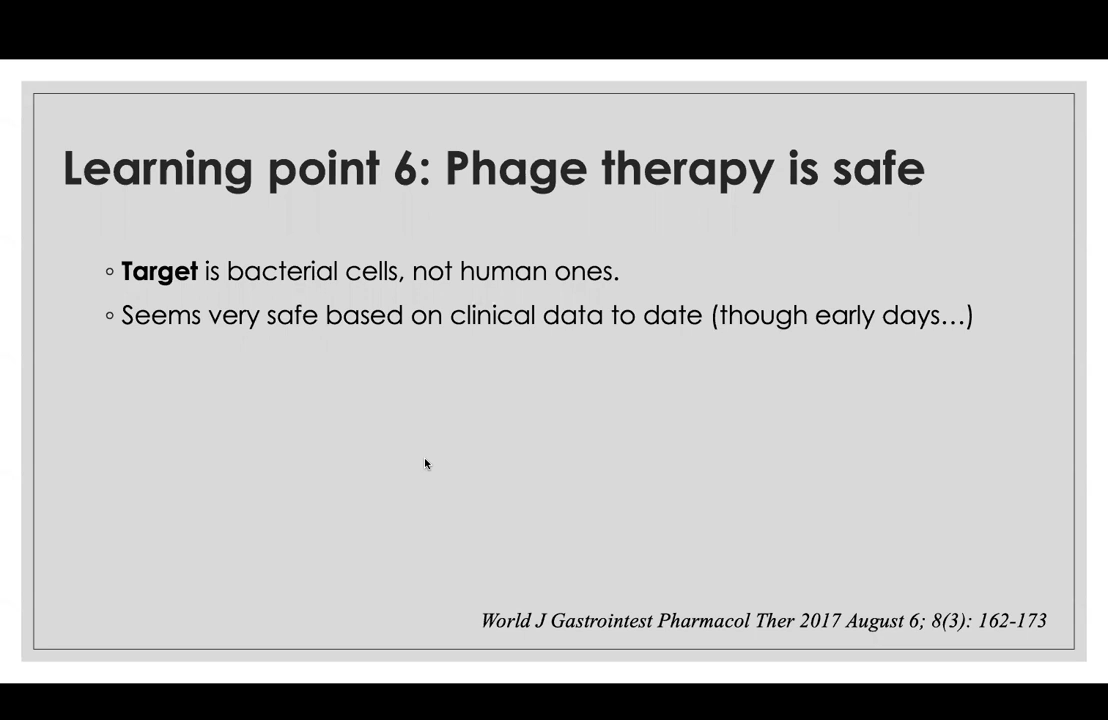 Learning point 6: Phage therapy is safe
◦ Target is bacterial cells, not human ones.
◦ Seems very safe based on clinical data to date (though early days…)
World J Gastrointest Pharmacol Ther 2017 August 6; 8(3): 162-173